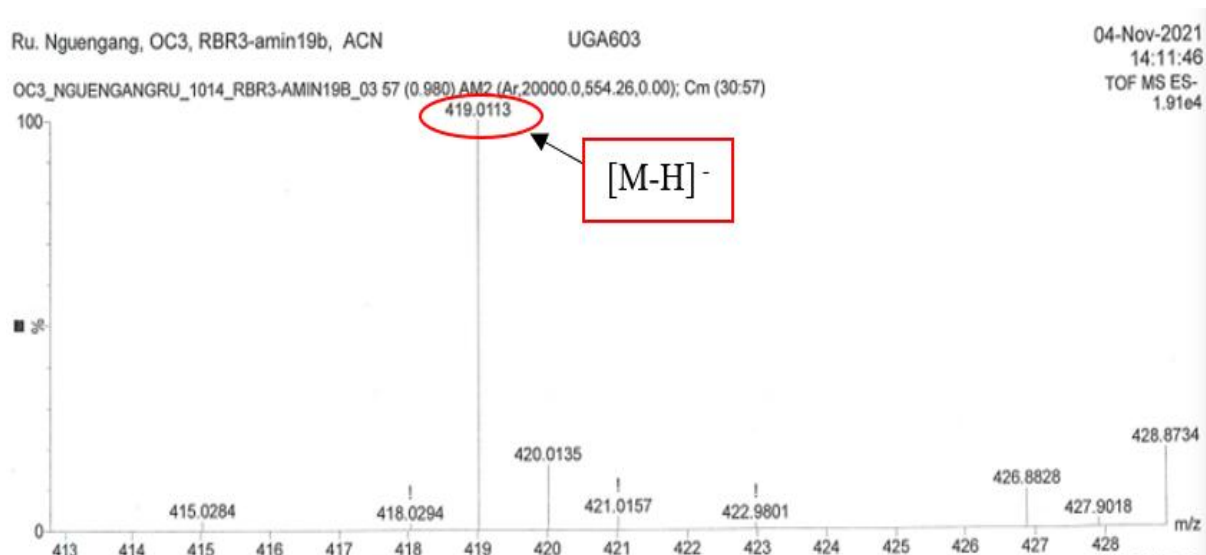 Ru. Nguengang, OC3, RBR3-amin19b, ACN UGA603 04-Nov-2021
14:11:46
OC3_NGUENGANGRU_1014_RBR3-AMIN19B_03 57 (0.980) AM2 (Ar,20000.0,554.26,0.00); Cm (30:57) TOF MS ES-
1.91e4
100
419.0113
[M-H] -
%
428.8734
420.0135
426.8828
! ! !
415.0284 418.0294 421.0157 422.9801 427.9018
0 m/z
413 414 415 416 417 418 419 420 421 422 423 424 425 426 427 428